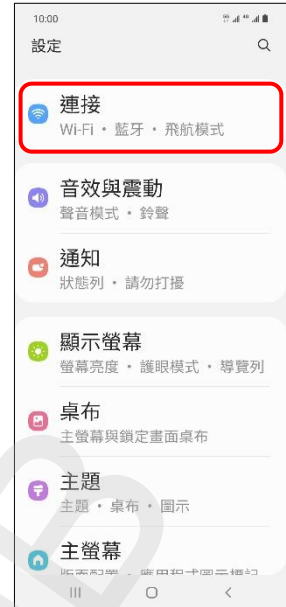 10:00
設定
連接
Wi-Fi • 藍牙 • 飛航模式
音效與震動
聲音模式 • 鈴聲
通知
狀態列 • 請勿打擾
顯示螢幕
螢幕亮度 • 護眼模式 • 導覽列
桌布
主螢幕與鎖定畫面桌布
主題
主題 • 桌布 • 圖示
主螢幕